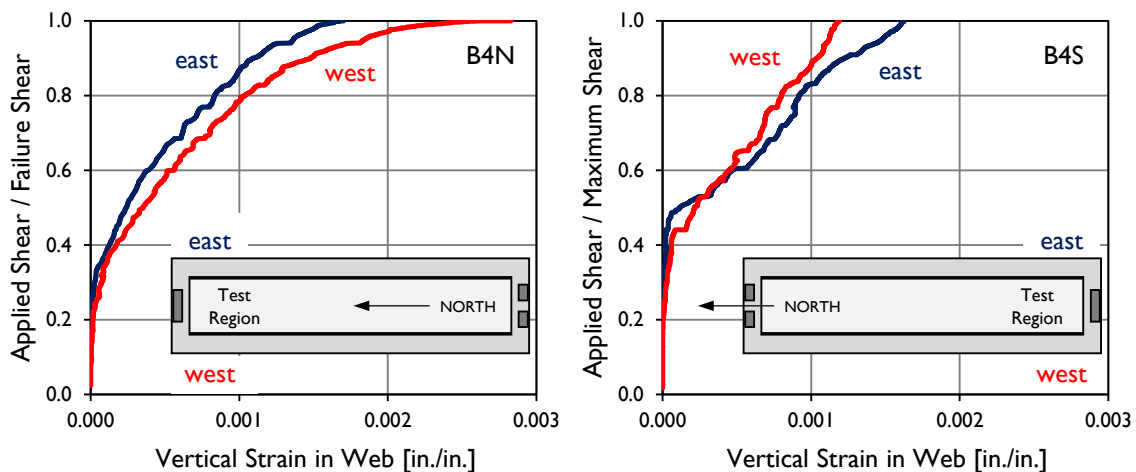 Applied Shear / Failure Shear
1.0
0.8
0.6
0.4
0.2
0.0
east
west
B4N
east
Test
Region
NORTH
west
0.000
0.001
0.002
0.003
Vertical Strain in Web [in./in.]
Applied Shear / Maximum Shear
1.0
0.8
0.6
0.4
0.2
0.0
west
east
B4S
east
NORTH
Test
Region
west
0.000
0.001
0.002
0.003
Vertical Strain in Web [in./in.]